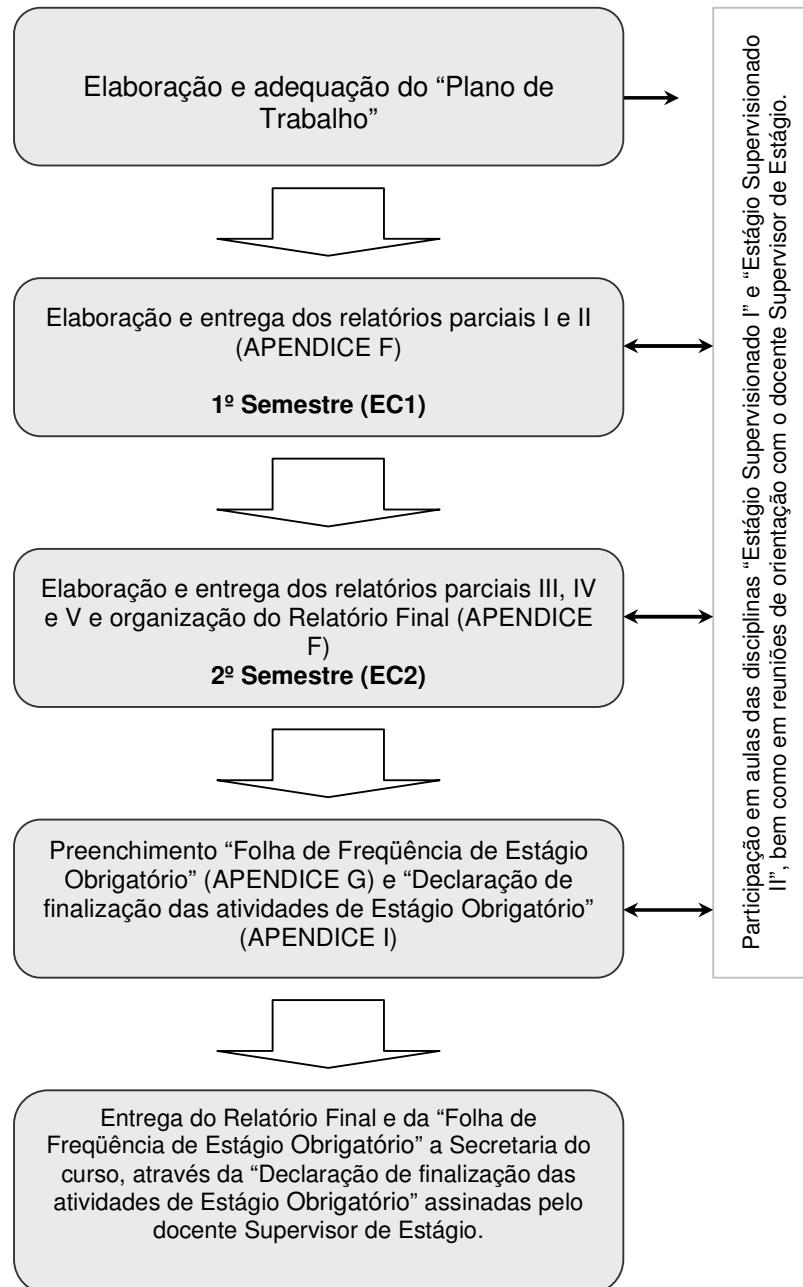 Elaboração e adequação do “Plano de
Trabalho”
Elaboração e entrega dos relatórios parciais I e II
(APENDICE F)
1º Semestre (EC1)
Elaboração e entrega dos relatórios parciais III, IV
e V e organização do Relatório Final (APENDICE
F)
2º Semestre (EC2)
Preenchimento “Folha de Freqüência de Estágio
Obrigatório” (APENDICE G) e “Declaração de
finalização das atividades de Estágio Obrigatório”
(APENDICE I)
Entrega do Relatório Final e da “Folha de
Freqüência de Estágio Obrigatório” a Secretaria do
curso, através da “Declaração de finalização das
atividades de Estágio Obrigatório” assinadas pelo
docente Supervisor de Estágio.
Participação em aulas das disciplinas “Estágio Supervisionado I” e “Estágio Supervisionado
II”, bem como em reuniões de orientação com o docente Supervisor de Estágio.